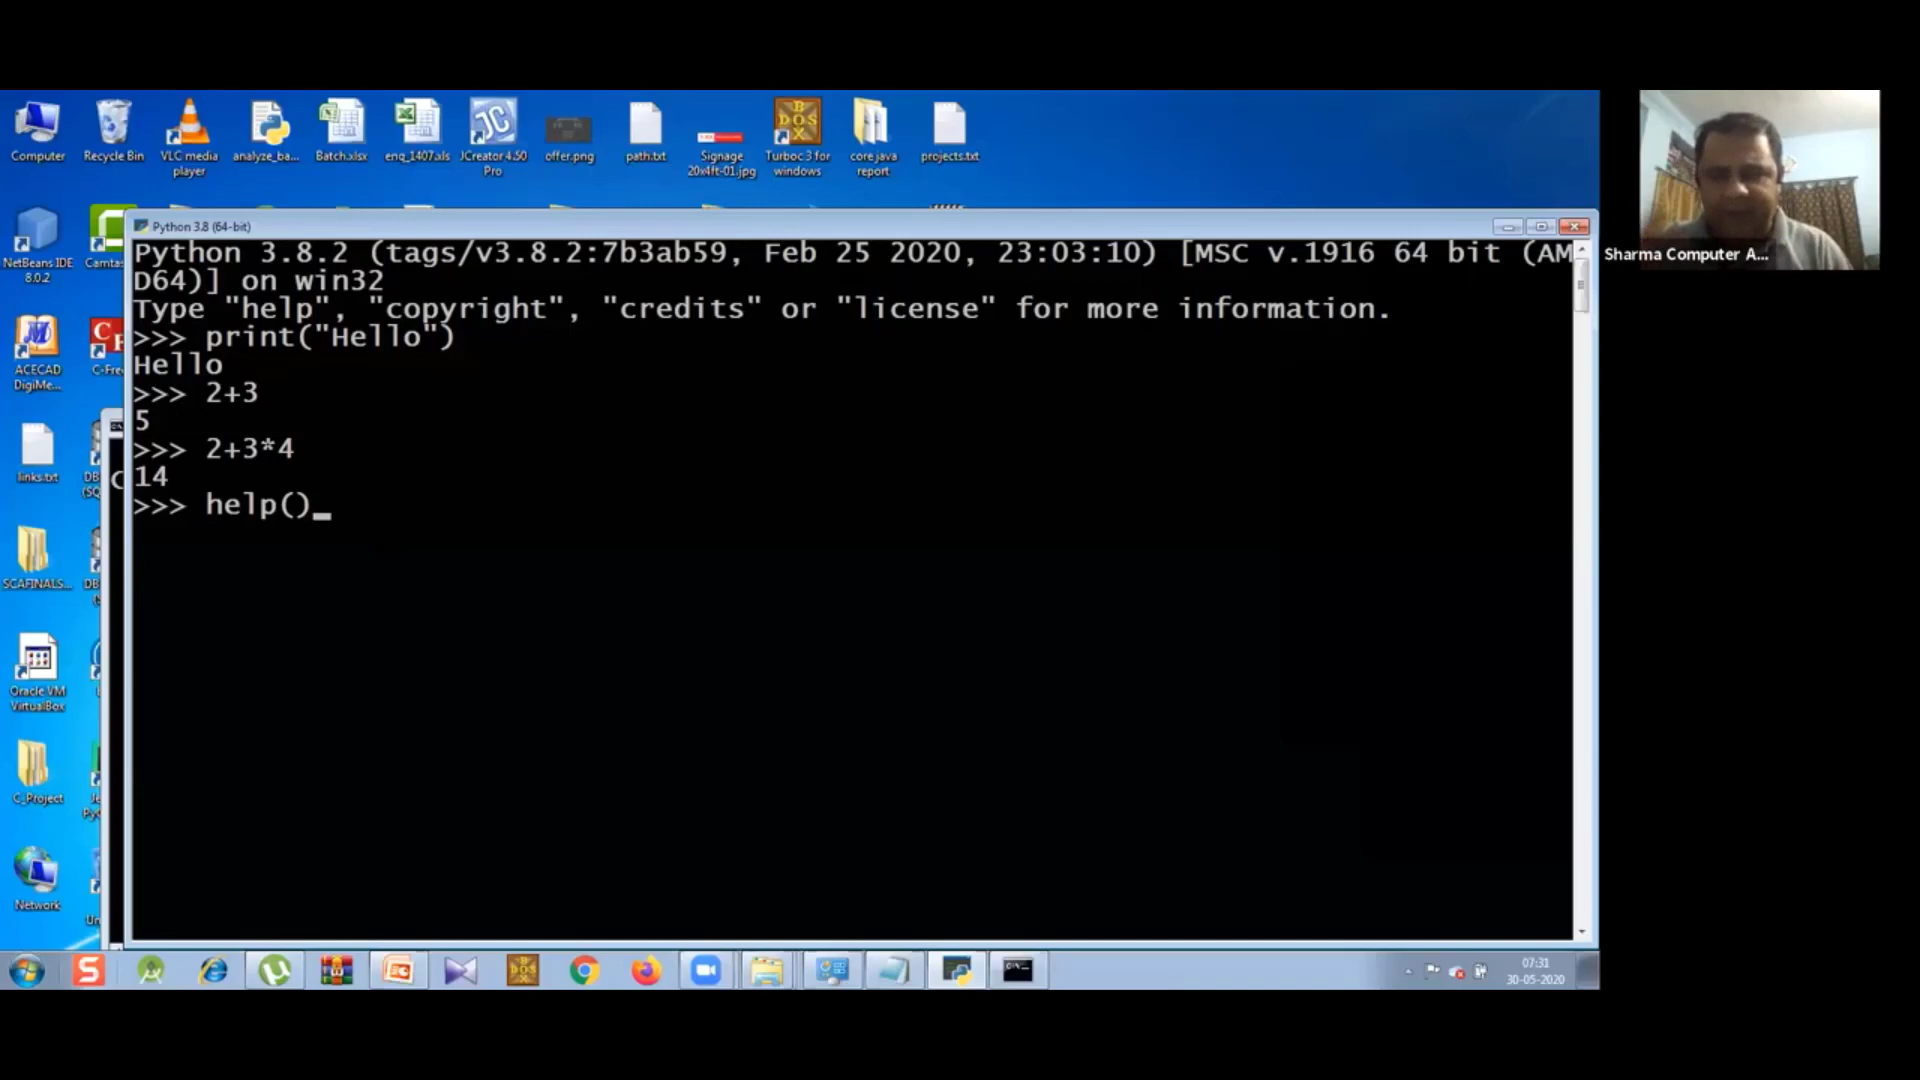 Computer
Recycle Bin
VLC media
player
analyze_ba...
Batch.xlsx
enq_1407.xls
JCreator 4.50
Pro
offer.png
path.txt
Signage
20x4ft-01.jpg
Turboc 3 for
windows
core java
report
projects.txt
NetBeans IDE
8.0.2
Camtas
ACECAD
DigiMe...
C-Free
links.txt
SCAFINALS...
Oracle VM
VirtualBox
C_Project
Network
Python 3.8 (64-bit)
Python 3.8.2 (tags/v3.8.2:7b3ab59, Feb 25 2020, 23:03:10) [MSC v.1916 64 bit (AM
D64)] on win32
Type "help", "copyright", "credits" or "license" for more information.
>>> print("Hello")
Hello
>>> 2+3
5
>>> 2+3*4
14
>>> help()_
Sharma Computer A...
07:31
30-05-2020